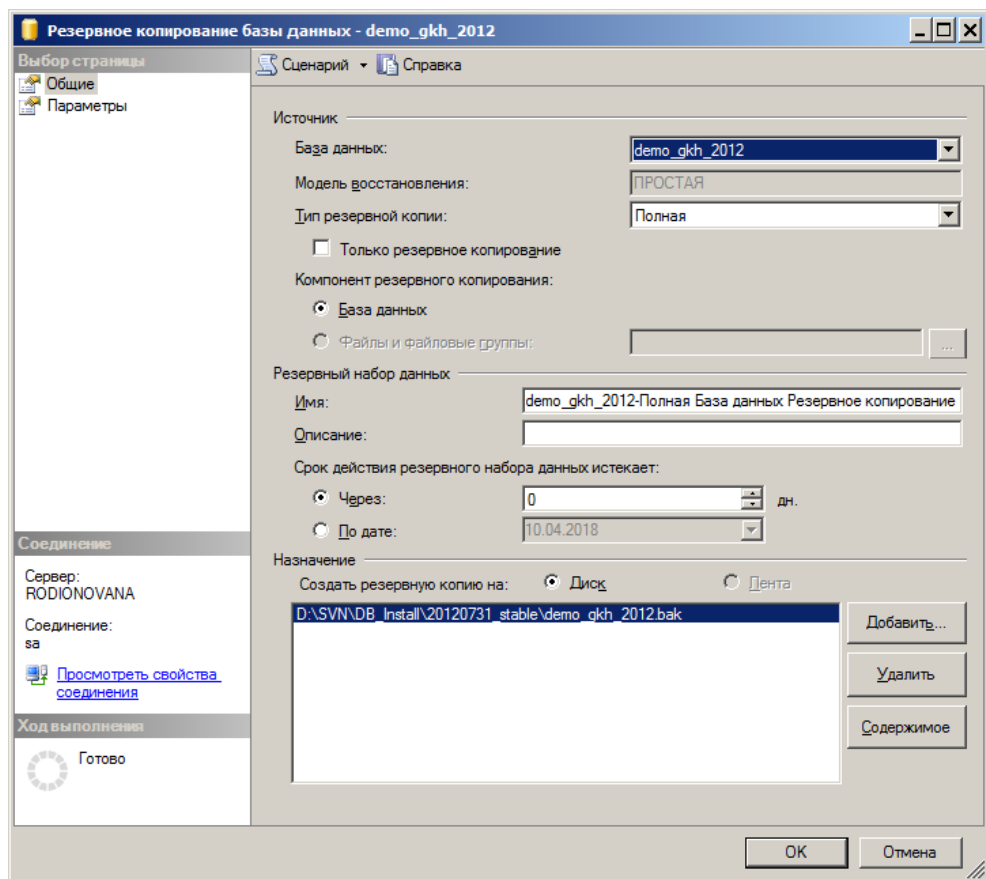 Резервное копирование базы данных - demo_gkh_2012
Выбор страницы
Общие
Параметры
Сценарий
Справка
Источник
База данных:
demo_gkh_2012
Модель восстановления:
ПРОСТАЯ
Тип резервной копии:
Полная
Только резервное копирование
Компонент резервного копирования:
База данных
Файлы и файловые группы:
...
Резервный набор данных
Имя:
demo_gkh_2012-Полная База данных Резервное копирование
Описание:
Срок действия резервного набора данных истекает:
Через:
0
дн.
По дате:
10.04.2018
Назначение
Создать резервную копию на:
Диск
Лента
D:\SVN\DB_Install\20120731_stable\demo_gkh_2012.bak
Добавить...
Удалить
Содержимое
Соединение
Сервер:
RODIONOVANA
Соединение:
sa
Просмотреть свойства
соединения
Ход выполнения
Готово
OK
Отмена